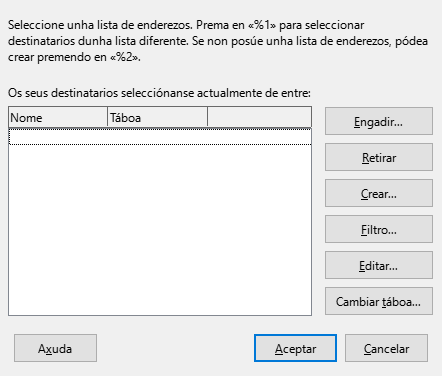 Seleccione unha lista de enderezos. Prema en «%1» para seleccionar
destinatarios dunha lista diferente. Se non posúe unha lista de enderezos, pódea
crear premendo en «%2».
Os seus destinatarios selecciónanse actualmente de entre:
Nome Táboa
Engadir...
Retirar
Crear...
Filtro...
Editar...
Cambiar táboa...
Axuda Aceptar Cancelar